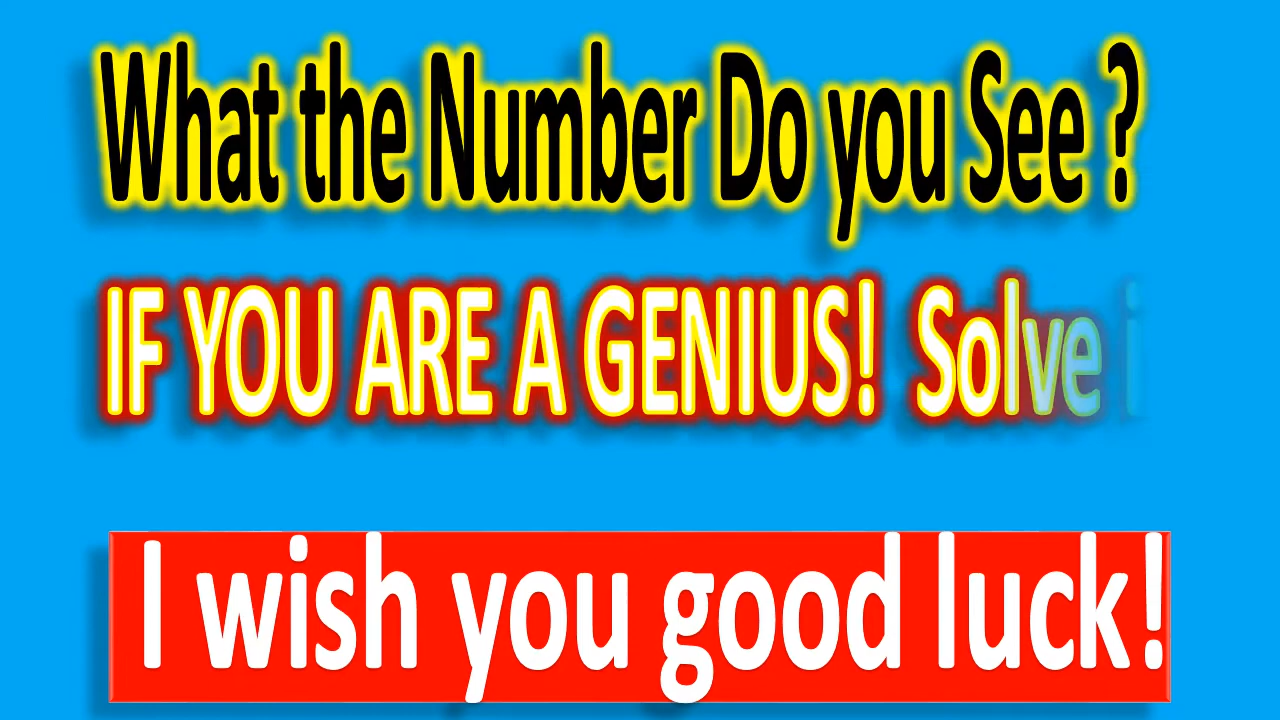 What the Number Do you See ?
IF YOU ARE A GENIUS! Solve i
I wish you good luck!